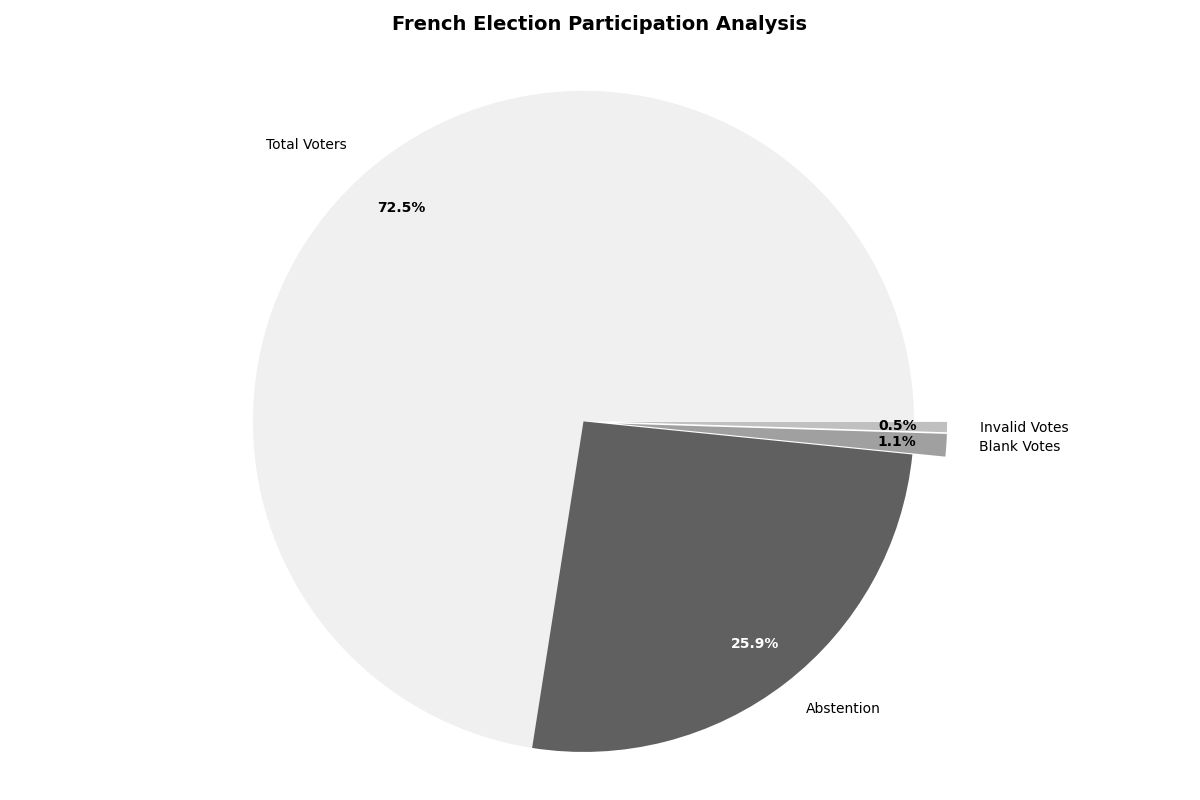 French Election Participation Analysis
Total Voters
72.5%
0.5%
Invalid Votes
1.1%
Blank Votes
25.9%
Abstention